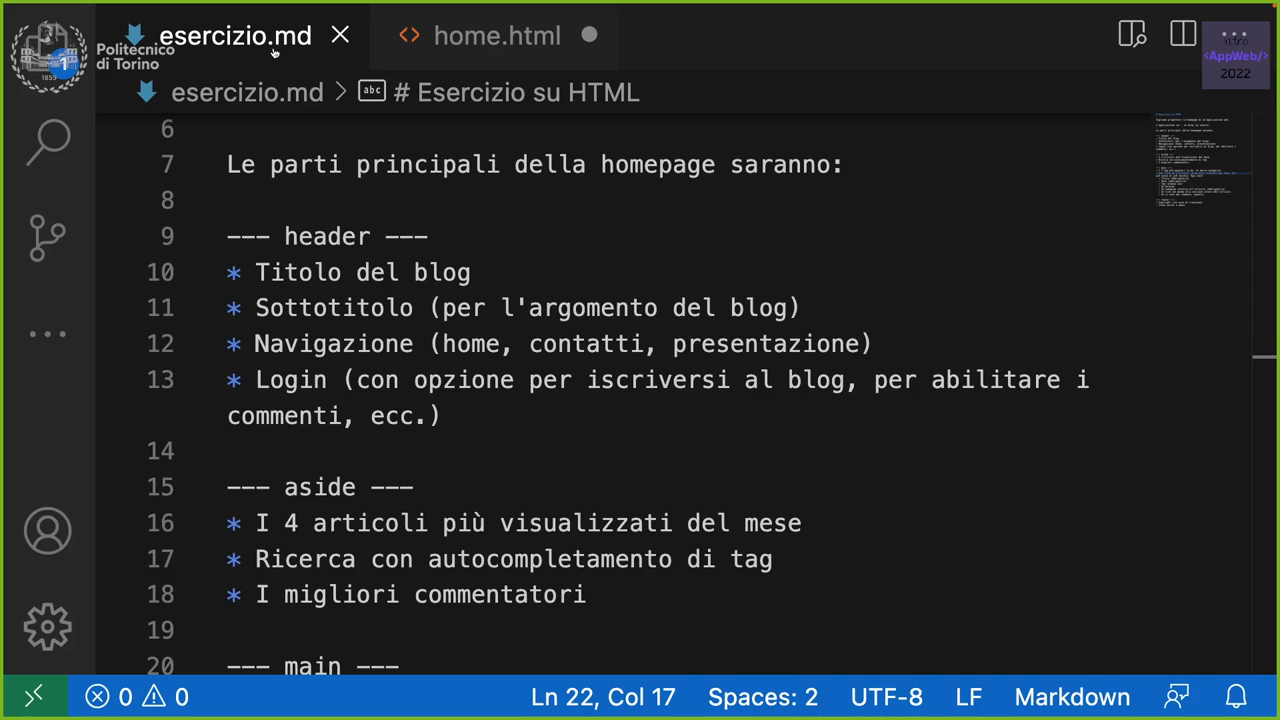 esercizio.md
home.html
Politecnico
di Torino
1859
1
intro
<AppWeb/>
2022
esercizio.md > abc # Esercizio su HTML
6
7 Le parti principali della homepage saranno:
8
9 --- header ---
10 * Titolo del blog
11 * Sottotitolo (per l'argomento del blog)
12 * Navigazione (home, contatti, presentazione)
13 * Login (con opzione per iscriversi al blog, per abilitare i
commenti, ecc.)
14
15 --- aside ---
16 * I 4 articoli più visualizzati del mese
17 * Ricerca con autocompletamento di tag
18 * I migliori commentatori
19
20 --- main ---
0 0 Ln 22, Col 17 Spaces: 2 UTF-8 LF Markdown